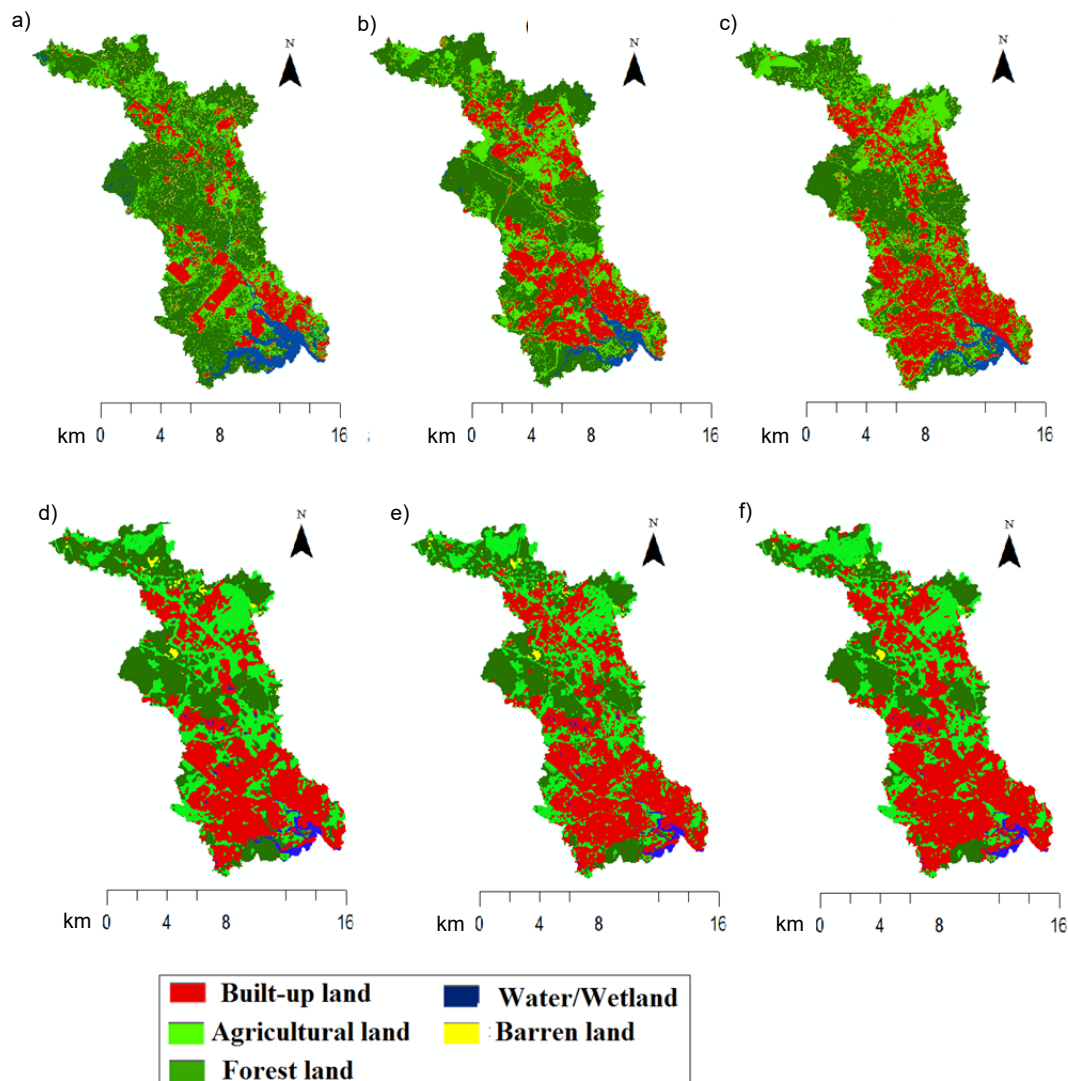 a)
b)
c)
N
N
N
km 0 4 8 16
km 0 4 8 16
km 0 4 8 16
d)
e)
f)
N
N
N
km 0 4 8 16
km 0 4 8 16
km 0 4 8 16
Built-up land
Water/Wetland
Agricultural land
Barren land
Forest land